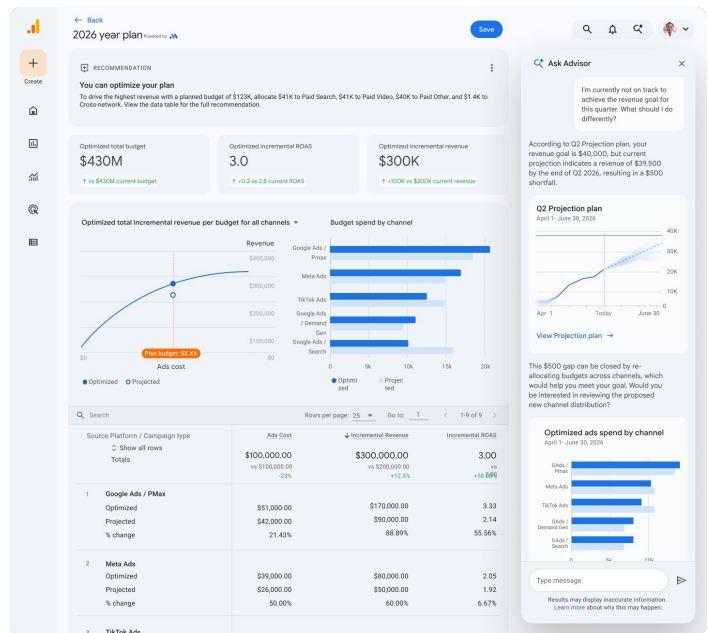 ← Back
2026 year plan Powered by
Save
Create
RECOMMENDATION
You can optimize your plan
To drive the highest revenue with a planned budget of $123K, allocate $41K to Paid Search, $41K to Paid Video, $40K to Paid Other, and $1.4K to
Cross-network. View the data table for the full recommendation.
Optimized total budget
$430M
↑ vs $430M current budget
Optimized incremental ROAS
3.0
↑ +0.2 vs 2.8 current ROAS
Optimized incremental revenue
$300K
↑ +100K vs $200K current revenue
Optimized total incremental revenue per budget for all channels
Revenue
$400,000
$300,000
$200,000
$100,000
$0
$0
Plan budget: $X.XX
Ads cost
Optimized
Projected
Budget spend by channel
Google Ads /
Pmax
Meta Ads
TikTok Ads
Google Ads
/ Demand
Gen
Google Ads /
Search
0 5k 10k 15k 20k
Optimi
zed
Projec
ted
Search
Rows per page: 25
Go to: 1
1-9 of 9
Source Platform / Campaign type
Ads Cost
↓ Incremental Revenue
Incremental ROAS
Show all rows
Totals
$100,000.00
$300,000.00
3.00
vs $100,000.00
vs $200,000.00
vs
-23%
+12.5%
1 Google Ads / PMax
Optimized $51,000.00 $170,000.00 3.33
Projected $42,000.00 $90,000.00 2.14
% change 21.43% 88.89% 55.56%
2 Meta Ads
Optimized $39,000.00 $80,000.00 2.05
Projected $26,000.00 $50,000.00 1.92
% change 50.00% 60.00% 6.67%
3 TikTok Ads
Ask Advisor
I'm currently not on track to
achieve the revenue goal for
this quarter. What should I do
differently?
According to Q2 Projection plan, your
revenue goal is $40,000, but current
projection indicates a revenue of $39,500
by the end of Q2 2026, resulting in a $500
shortfall.
Q2 Projection plan
April 1- June 30, 2026
40K
30K
20K
10K
0
Apr 1 Today June 30
View Projection plan →
This $500 gap can be closed by re-
allocating budgets across channels, which
would help you meet your goal. Would you
be interested in reviewing the proposed
new channel distribution?
Optimized ads spend by channel
April 1- June 30, 2026
GAds /
Pmax
Meta Ads
TikTok Ads
GAds /
Demand Gen
GAds /
Search
0 5k 10k
Type message
Results may display inaccurate information.
Learn more about why this may happen.